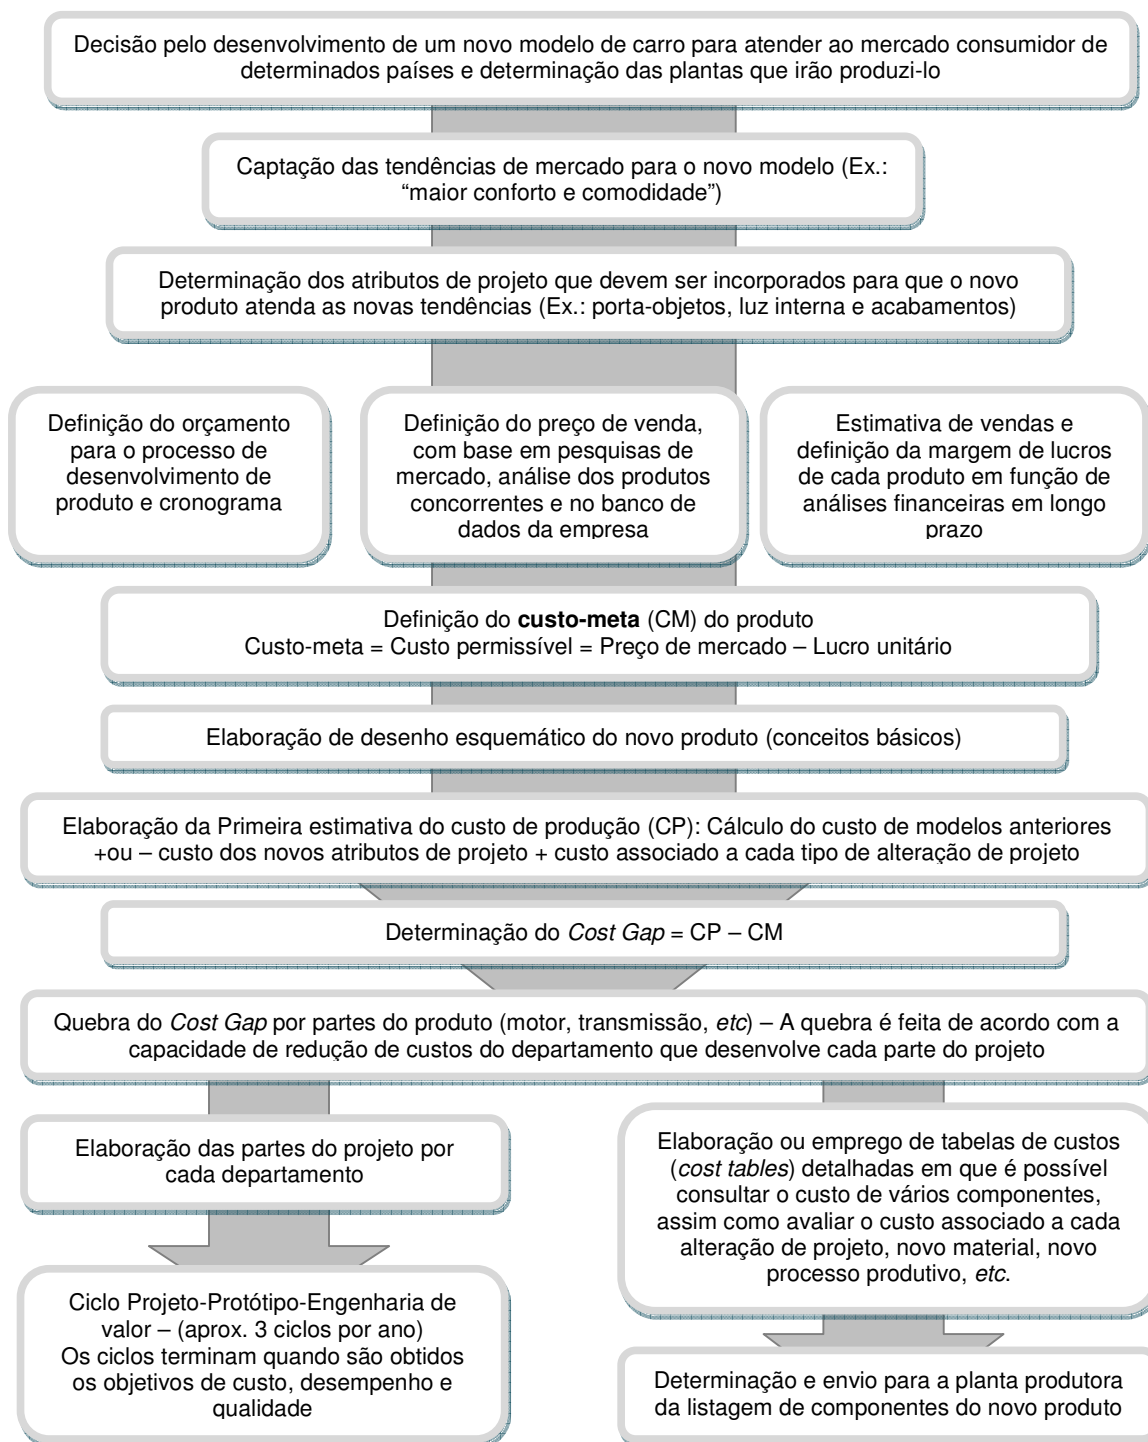 Decisão pelo desenvolvimento de um novo modelo de carro para atender ao mercado consumidor de
determinados países e determinação das plantas que irão produzi-lo
Captação das tendências de mercado para o novo modelo (Ex.:
“maior conforto e comodidade”)
Determinação dos atributos de projeto que devem ser incorporados para que o novo
produto atenda as novas tendências (Ex.: porta-objetos, luz interna e acabamentos)
Definição do orçamento
para o processo de
desenvolvimento de
produto e cronograma
Definição do preço de venda,
com base em pesquisas de
mercado, análise dos produtos
concorrentes e no banco de
dados da empresa
Estimativa de vendas e
definição da margem de lucros
de cada produto em função de
análises financeiras em longo
prazo
Definição do custo-meta (CM) do produto
Custo-meta = Custo permissível = Preço de mercado – Lucro unitário
Elaboração de desenho esquemático do novo produto (conceitos básicos)
Elaboração da Primeira estimativa do custo de produção (CP): Cálculo do custo de modelos anteriores
+ou – custo dos novos atributos de projeto + custo associado a cada tipo de alteração de projeto
Determinação do Cost Gap = CP – CM
Quebra do Cost Gap por partes do produto (motor, transmissão, etc) – A quebra é feita de acordo com a
capacidade de redução de custos do departamento que desenvolve cada parte do projeto
Elaboração das partes do projeto por
cada departamento
Ciclo Projeto-Protótipo-Engenharia de
valor – (aprox. 3 ciclos por ano)
Os ciclos terminam quando são obtidos
os objetivos de custo, desempenho e
qualidade
Elaboração ou emprego de tabelas de custos
(cost tables) detalhadas em que é possível
consultar o custo de vários componentes,
assim como avaliar o custo associado a cada
alteração de projeto, novo material, novo
processo produtivo, etc.
Determinação e envio para a planta produtora
da listagem de componentes do novo produto